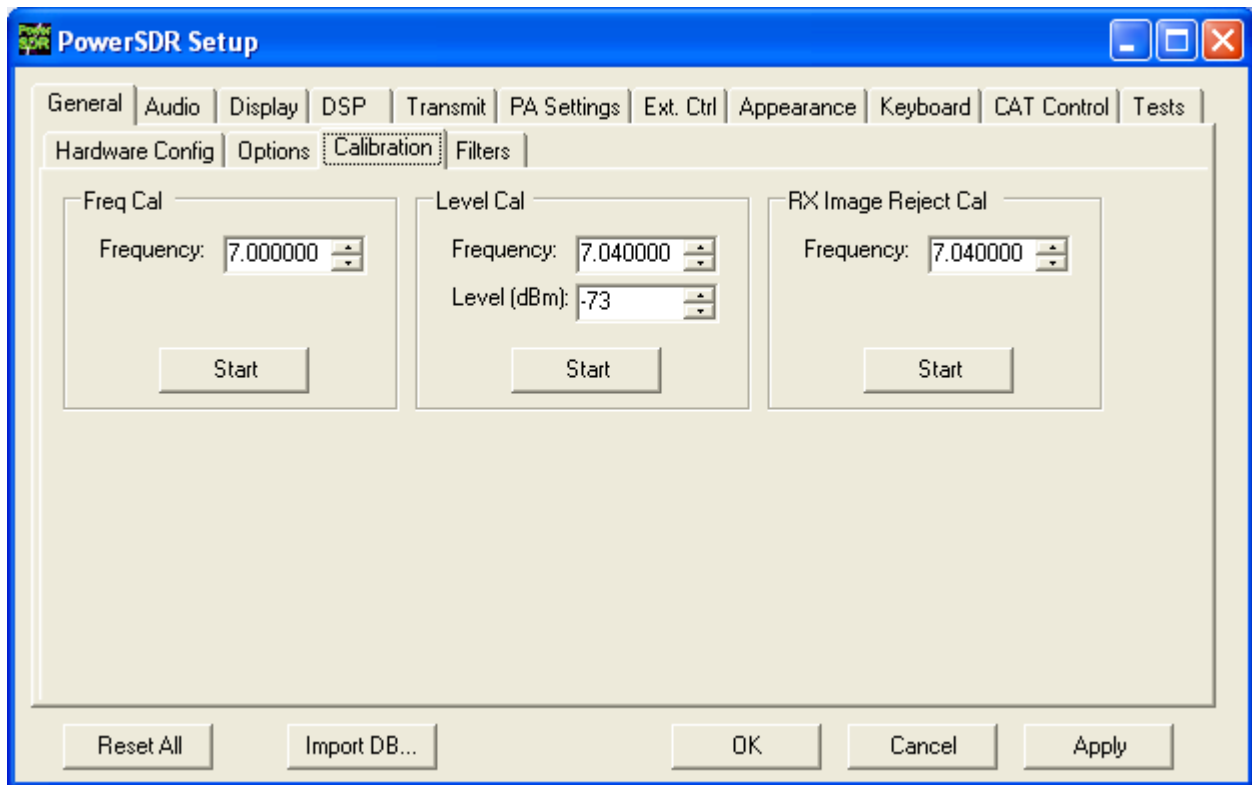 PowerSDR Setup
General Audio Display DSP Transmit PA Settings Ext. Ctrl Appearance Keyboard CAT Control Tests
Hardware Config Options Calibration Filters
Freq Cal
Frequency: 7.000000
Start
Level Cal
Frequency: 7.040000
Level (dBm): -73
Start
RX Image Reject Cal
Frequency: 7.040000
Start
Reset All Import DB... OK Cancel Apply